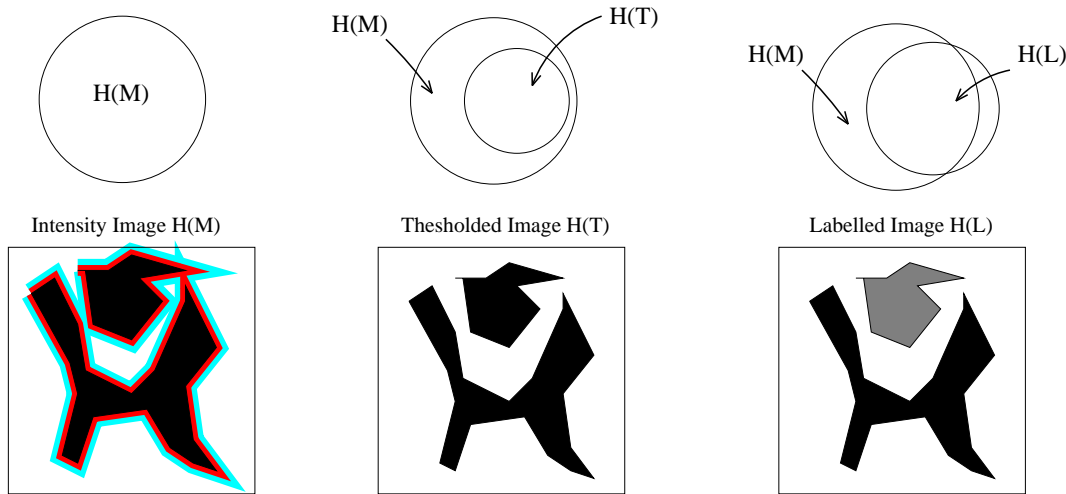 H(M)
H(M)
H(T)
H(M)
H(L)
Intensity Image H(M)
Thesholded Image H(T)
Labelled Image H(L)